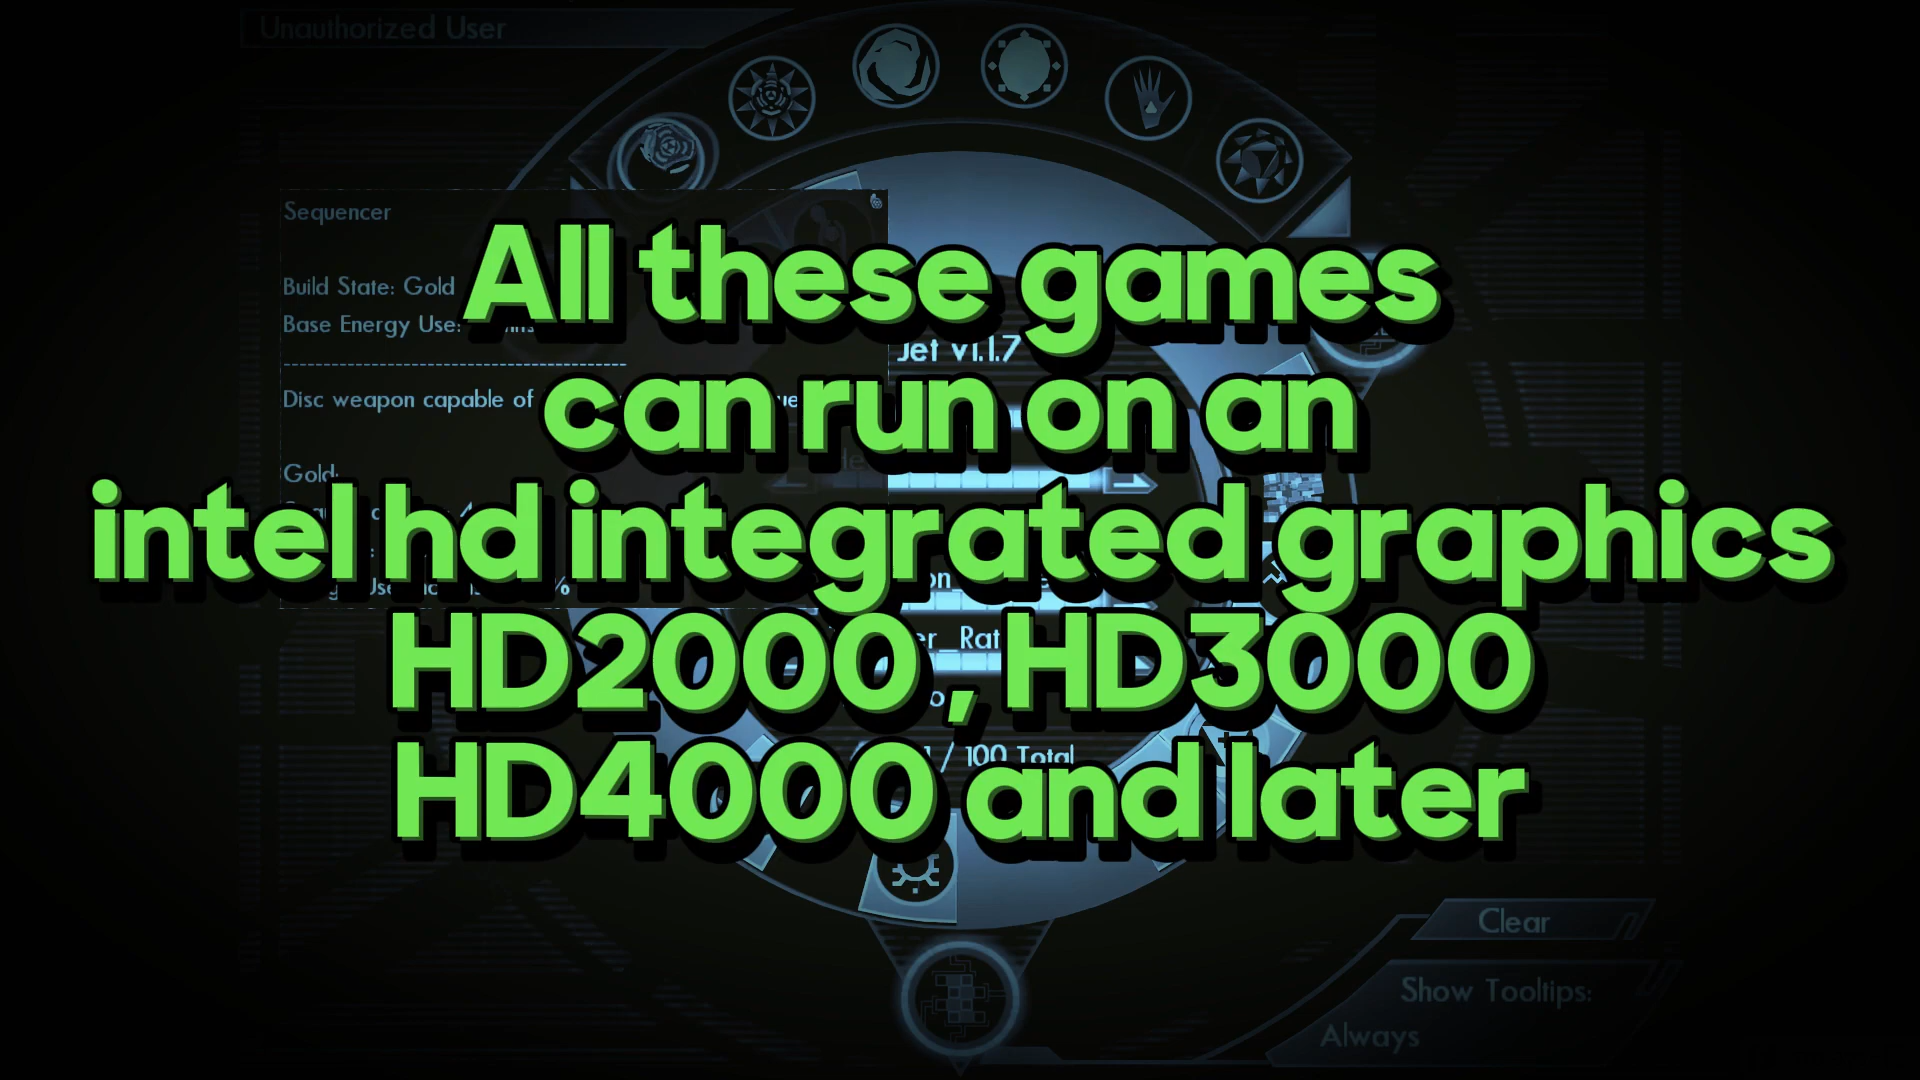 Unauthorized User
Sequencer
Build State: Gold
Base Energy Use:
Disc weapon capable of
Gold:
Jet v1.1.7
/ 100 Total
All these games
can run on an
intel hd integrated graphics
HD2000 , HD3000
HD4000 and later
Clear
Show Tooltips:
Always